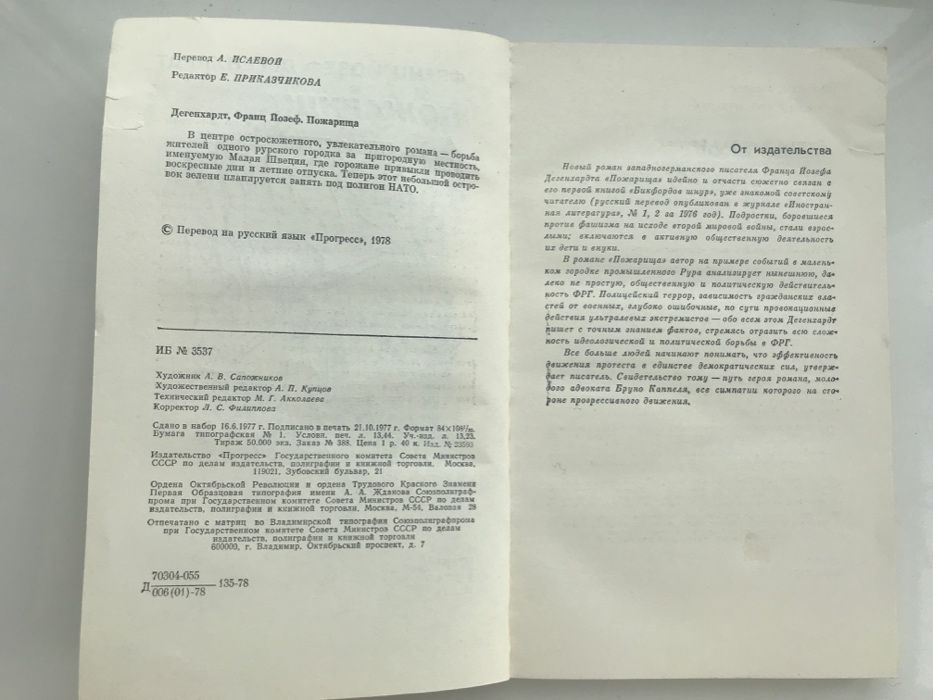 Перевод А. ИСАЕВОЙ
Редактор Е. ПРИКАЗЧИКОВА
Дегенхардт, Франц Йозеф. Пожарища
В центре остросюжетного, увлекательного романа — борьба
жителей одного рурского городка за пригородную местность,
именуемую Малая Швеция, где горожане привыкли проводить
воскресные дни и летние отпуска. Теперь этот небольшой остро-
вок зелени планируется занять под полигон НАТО.
© Перевод на русский язык «Прогресс», 1978
ИБ № 3537
Художник А. В. Сапожников
Художественный редактор А. П. Купцов
Технический редактор М. Г. Акколаева
Корректор Л. С. Филиппова
Сдано в набор 16.6.1977 г. Подписано в печать 21.10.1977 г. Формат 84×108¹/₃₂.
Бумага типографская № 1. Условн. печ. л. 13,44. Уч.-изд. л. 13,23.
Тираж 50.000 экз. Заказ № 388. Цена 1 р. 40 к. Изд. № 23593
Издательство «Прогресс» Государственного комитета Совета Министров
СССР по делам издательств, полиграфии и книжной торговли. Москва,
119021, Зубовский бульвар, 21
Ордена Октябрьской Революции и ордена Трудового Красного Знамени
Первая Образцовая типография имени А. А. Жданова Союзполиграф-
прома при Государственном комитете Совета Министров СССР по делам
издательств, полиграфии и книжной торговли. Москва, М-54, Валовая 28
Отпечатано с матриц во Владимирской типографии Союзполиграфпрома
при Государственном комитете Совета Министров СССР по делам
издательств, полиграфии и книжной торговли
600000, г. Владимир, Октябрьский проспект, д. 7
70304-055
Д 135-78
006(01)-78
От издательства
Новый роман западногерманского писателя Франца Йозефа
Дегенхардта «Пожарища» идейно и отчасти сюжетно связан с
его первой книгой «Бикфордов шнур», уже знакомой советскому
читателю (русский перевод опубликован в журнале «Иностран-
ная литература», № 1, 2 за 1976 год). Подростки, боровшиеся
против фашизма на исходе второй мировой войны, стали взрос-
лыми; включаются в активную общественную деятельность
их дети и внуки.
В романе «Пожарища» автор на примере событий в малень-
ком городке промышленного Рура анализирует нынешнюю, да-
леко не простую, общественную и политическую действитель-
ность ФРГ. Полицейский террор, зависимость гражданских вла-
стей от военных, глубоко ошибочные, по сути провокационные
действия ультралевых экстремистов — обо всем этом Дегенхардт
пишет с точным знанием фактов, стремясь отразить всю слож-
ность идеологической и политической борьбы в ФРГ.
Все больше людей начинают понимать, что эффективность
движения протеста в единстве демократических сил, утверж-
дает писатель. Свидетельство тому — путь героя романа, моло-
дого адвоката Бруно Каппеля, все симпатии которого на сто-
роне прогрессивного движения.